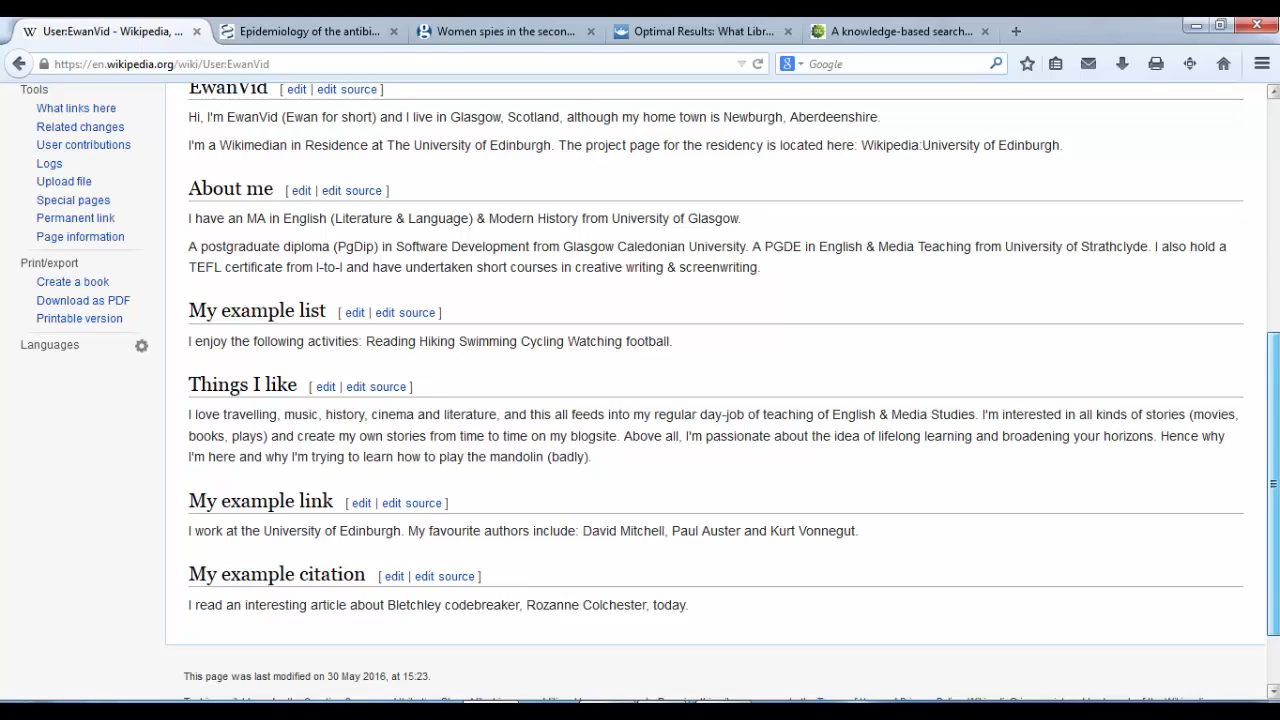 User:EwanVid - Wikipedia, ...
Epidemiology of the antibi...
Women spies in the secon...
Optimal Results: What Libr...
A knowledge-based search...
https://en.wikipedia.org/wiki/User:EwanVid
Google
Tools
What links here
Related changes
User contributions
Logs
Upload file
Special pages
Permanent link
Page information
Print/export
Create a book
Download as PDF
Printable version
Languages
EwanVid [ edit | edit source ]
Hi, I'm EwanVid (Ewan for short) and I live in Glasgow, Scotland, although my home town is Newburgh, Aberdeenshire.
I'm a Wikimedian in Residence at The University of Edinburgh. The project page for the residency is located here: Wikipedia:University of Edinburgh.
About me [ edit | edit source ]
I have an MA in English (Literature & Language) & Modern History from University of Glasgow.
A postgraduate diploma (PgDip) in Software Development from Glasgow Caledonian University. A PGDE in English & Media Teaching from University of Strathclyde. I also hold a
TEFL certificate from I-to-I and have undertaken short courses in creative writing & screenwriting.
My example list [ edit | edit source ]
I enjoy the following activities: Reading Hiking Swimming Cycling Watching football.
Things I like [ edit | edit source ]
I love travelling, music, history, cinema and literature, and this all feeds into my regular day-job of teaching of English & Media Studies. I'm interested in all kinds of stories (movies,
books, plays) and create my own stories from time to time on my blogsite. Above all, I'm passionate about the idea of lifelong learning and broadening your horizons. Hence why
I'm here and why I'm trying to learn how to play the mandolin (badly).
My example link [ edit | edit source ]
I work at the University of Edinburgh. My favourite authors include: David Mitchell, Paul Auster and Kurt Vonnegut.
My example citation [ edit | edit source ]
I read an interesting article about Bletchley codebreaker, Rozanne Colchester, today.
This page was last modified on 30 May 2016, at 15:23.